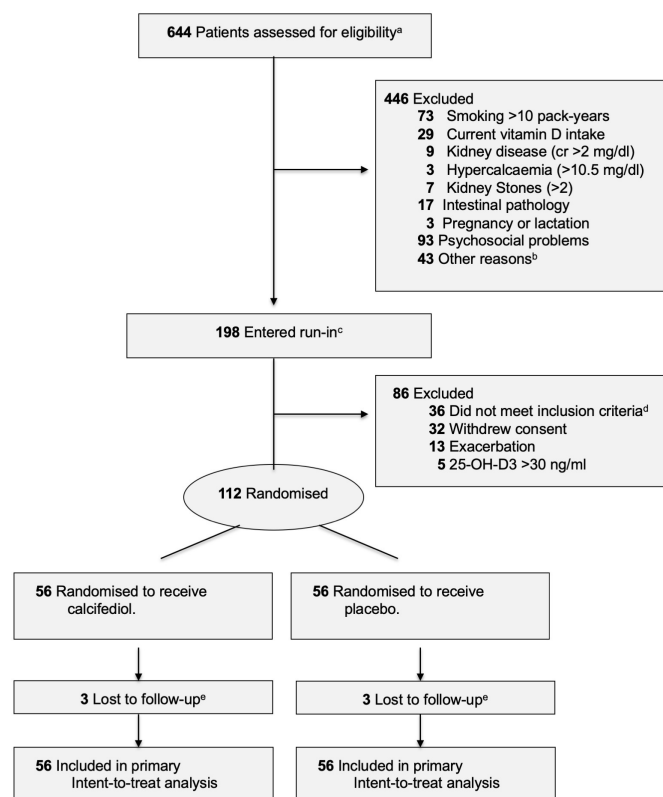 644 Patients assessed for eligibilityᵃ
446 Excluded
73 Smoking >10 pack-years
29 Current vitamin D intake
9 Kidney disease (cr >2 mg/dl)
3 Hypercalcaemia (>10.5 mg/dl)
7 Kidney Stones (>2)
17 Intestinal pathology
3 Pregnancy or lactation
93 Psychosocial problems
43 Other reasonsᵇ
198 Entered run-inᶜ
86 Excluded
36 Did not meet inclusion criteriaᵈ
32 Withdrew consent
13 Exacerbation
5 25-OH-D3 >30 ng/ml
112 Randomised
56 Randomised to receive
calcifediol.
56 Randomised to receive
placebo.
3 Lost to follow-upᵉ
3 Lost to follow-upᵉ
56 Included in primary
Intent-to-treat analysis
56 Included in primary
Intent-to-treat analysis